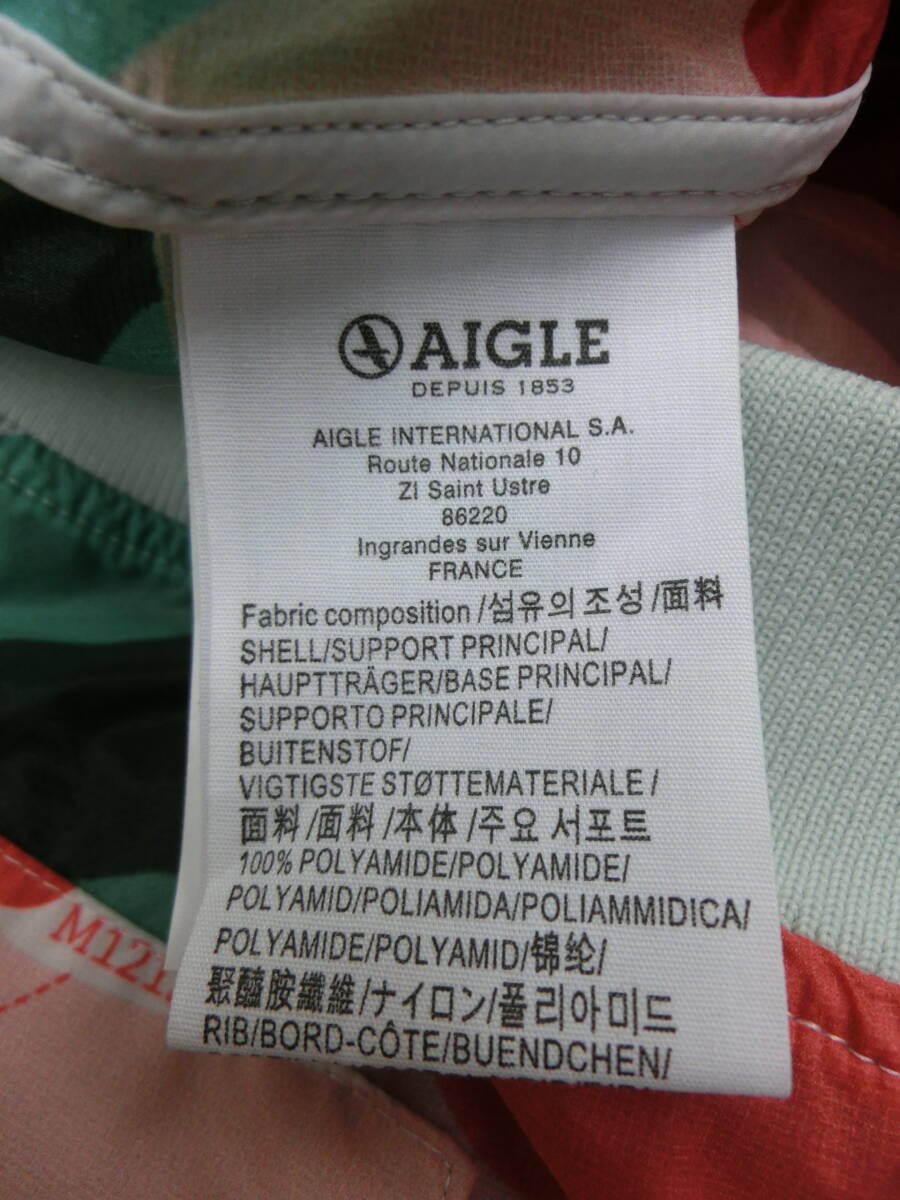 AIGLE
DEPUIS 1853
AIGLE INTERNATIONAL S.A.
Route Nationale 10
ZI Saint Ustre
86220
Ingrandes sur Vienne
FRANCE
Fabric composition /섬유의 조성 /面料
SHELL/SUPPORT PRINCIPAL/
HAUPTTRÄGER/BASE PRINCIPAL/
SUPPORTO PRINCIPALE/
BUITENSTOF/
VIGTIGSTE STØTTEMATERIALE /
面料 /面料 /本体 /주요 서포트
100% POLYAMIDE/POLYAMIDE/
POLYAMID/POLIAMIDA/POLIAMMIDICA/
POLYAMIDE/POLYAMID/锦纶/
聚醯胺纖維/ナイロン/폴리아미드
RIB/BORD-CÔTE/BUENDCHEN/